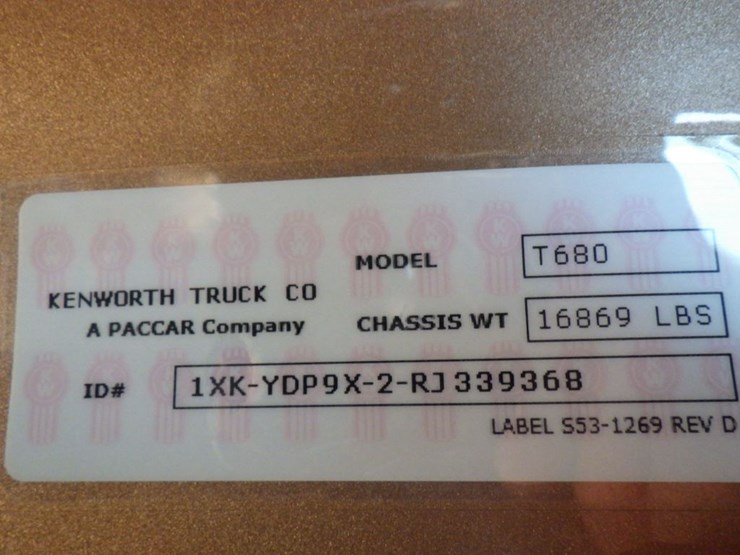 MODEL T680
KENWORTH TRUCK CO
A PACCAR Company CHASSIS WT 16869 LBS
ID# 1XK-YDP9X-2-RJ339368
LABEL S53-1269 REV D